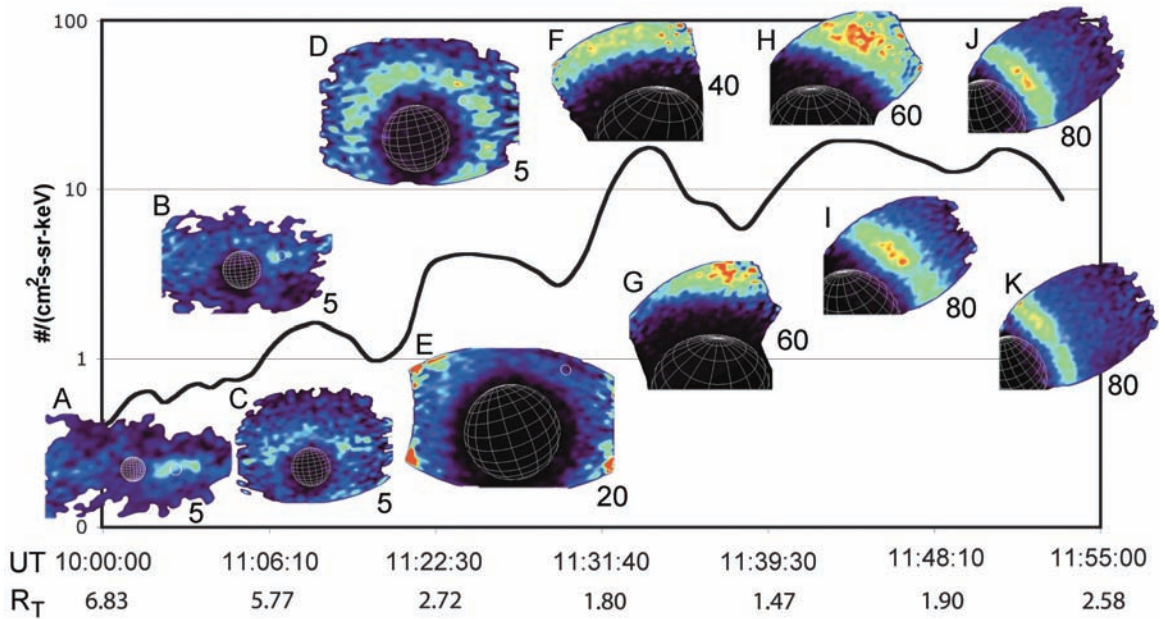 100
D
F
H
J
40
60
80
5
#/(cm²-s-sr-keV)
10
B
I
5
G
80
K
1
E
60
80
A
C
5
5
20
0
UT 10:00:00 11:06:10 11:22:30 11:31:40 11:39:30 11:48:10 11:55:00
R_T 6.83 5.77 2.72 1.80 1.47 1.90 2.58